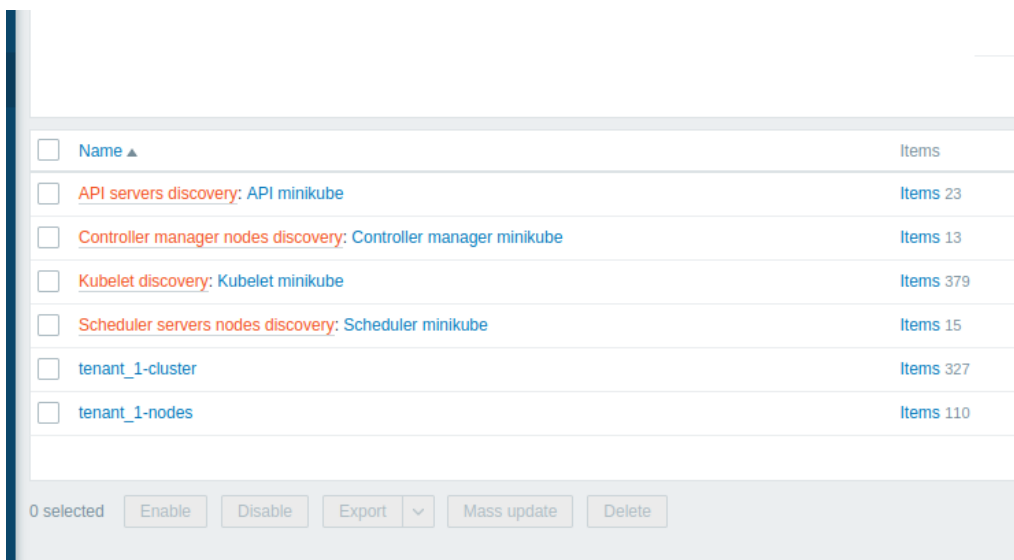 Name Items
API servers discovery: API minikube Items 23
Controller manager nodes discovery: Controller manager minikube Items 13
Kubelet discovery: Kubelet minikube Items 379
Scheduler servers nodes discovery: Scheduler minikube Items 15
tenant_1-cluster Items 327
tenant_1-nodes Items 110
0 selected Enable Disable Export Mass update Delete